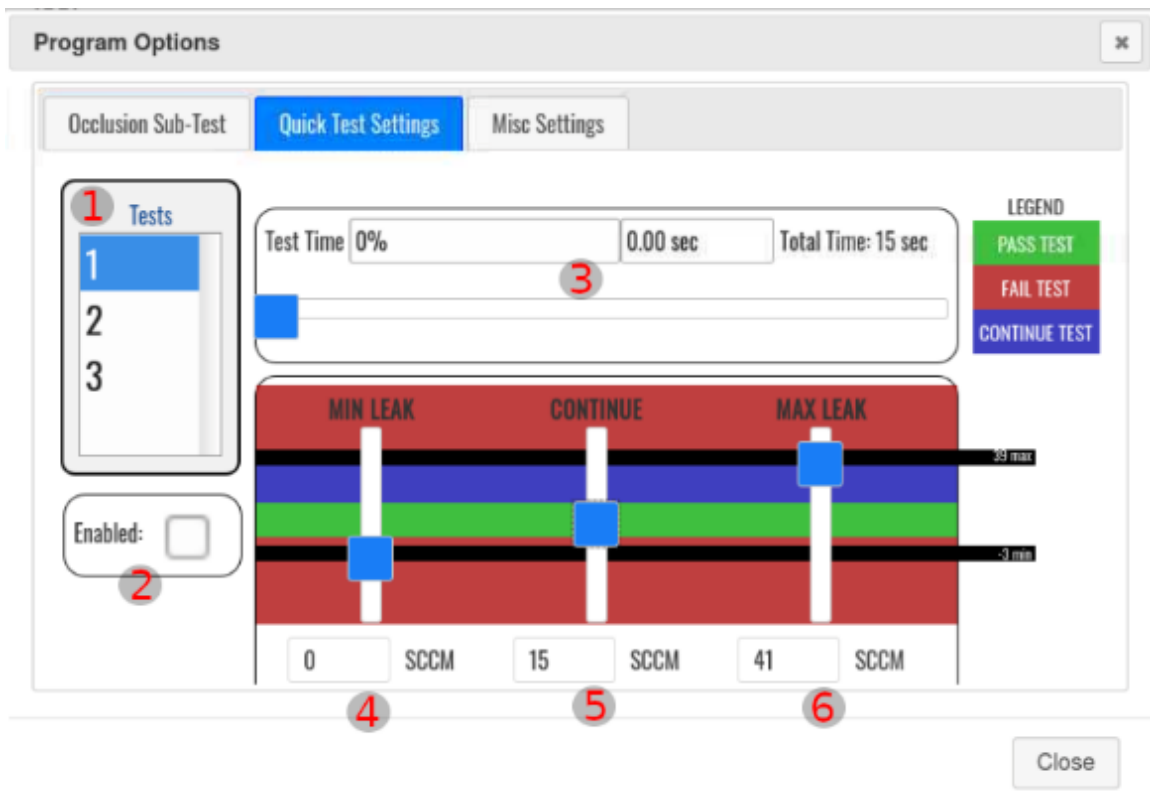 Program Options
Occlusion Sub-Test Quick Test Settings Misc Settings
1 Tests
1
2
3
Enabled:
2
Test Time 0% 0.00 sec Total Time: 15 sec
3
LEGEND
PASS TEST
FAIL TEST
CONTINUE TEST
MIN LEAK CONTINUE MAX LEAK
39 max
-3 min
0 SCCM 15 SCCM 41 SCCM
4 5 6
Close